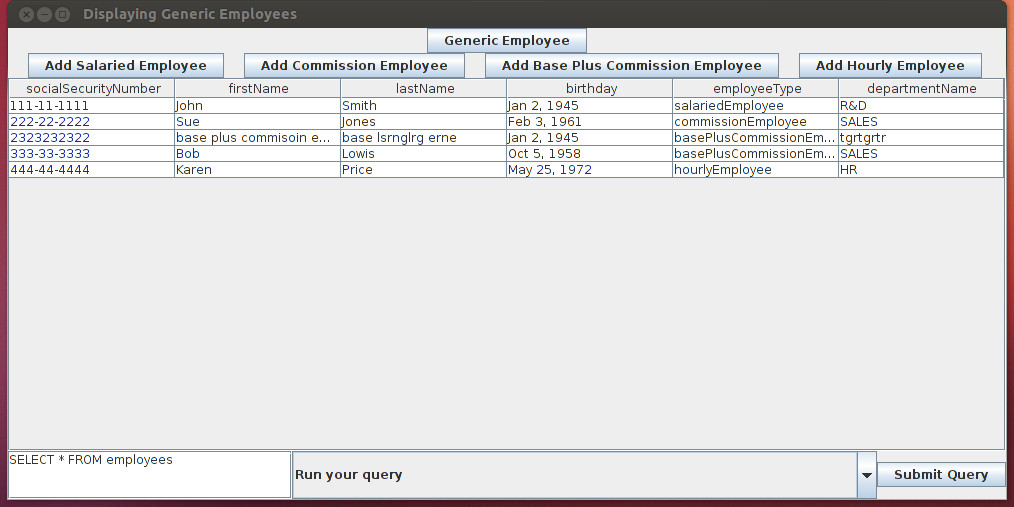 Displaying Generic Employees
Generic Employee
Add Salaried Employee Add Commission Employee Add Base Plus Commission Employee Add Hourly Employee
socialSecurityNumber firstName lastName birthday employeeType departmentName
111-11-1111 John Smith Jan 2, 1945 salariedEmployee R&D
222-22-2222 Sue Jones Feb 3, 1961 commissionEmployee SALES
2323232322 base plus commisoin e... base lsrnglrg erne Jan 2, 1945 basePlusCommissionEm... tgrtgrtr
333-33-3333 Bob Lowis Oct 5, 1958 basePlusCommissionEm... SALES
444-44-4444 Karen Price May 25, 1972 hourlyEmployee HR
SELECT * FROM employees
Run your query Submit Query